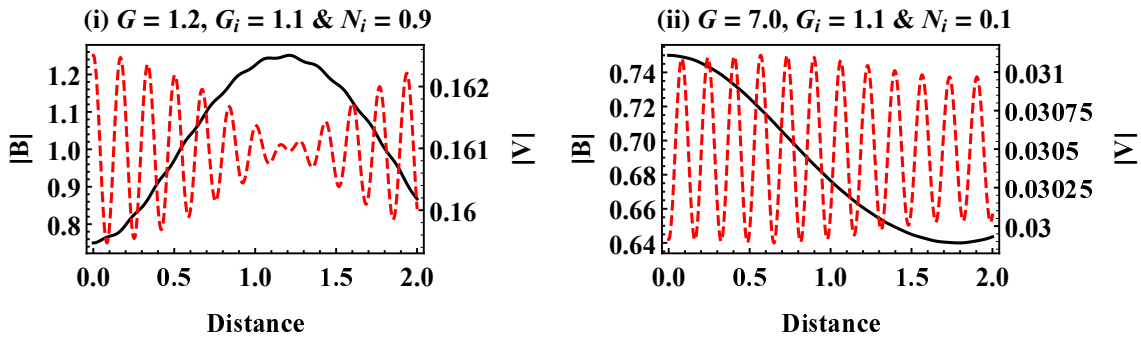 (i) G = 1.2, G_i = 1.1 & N_i = 0.9
|B|
1.2
1.1
1.0
0.9
0.8
0.162
0.161
0.16
|V|
0.0 0.5 1.0 1.5 2.0
Distance
(ii) G = 7.0, G_i = 1.1 & N_i = 0.1
|B|
0.74
0.72
0.70
0.68
0.66
0.64
0.031
0.03075
0.0305
0.03025
0.03
|V|
0.0 0.5 1.0 1.5 2.0
Distance